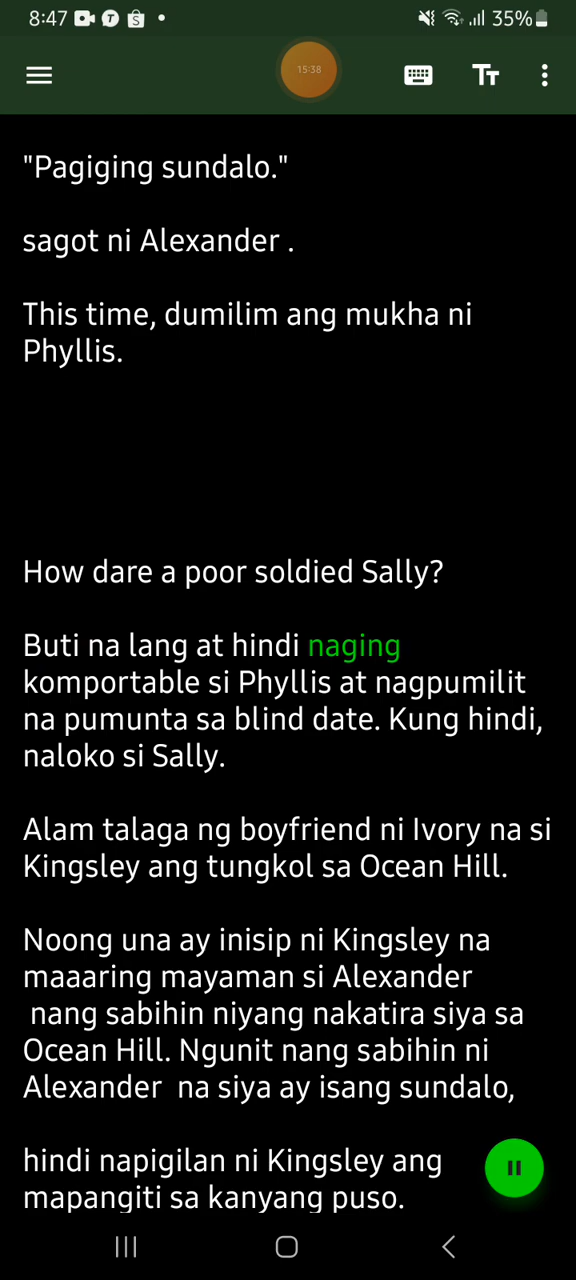 8:47
35%
15:38
"Pagiging sundalo."
sagot ni Alexander .
This time, dumilim ang mukha ni
Phyllis.
How dare a poor soldied Sally?
Buti na lang at hindi naging
komportable si Phyllis at nagpumilit
na pumunta sa blind date. Kung hindi,
naloko si Sally.
Alam talaga ng boyfriend ni Ivory na si
Kingsley ang tungkol sa Ocean Hill.
Noong una ay inisip ni Kingsley na
maaaring mayaman si Alexander
nang sabihin niyang nakatira siya sa
Ocean Hill. Ngunit nang sabihin ni
Alexander  na siya ay isang sundalo,
hindi napigilan ni Kingsley ang
mapangiti sa kanyang puso.